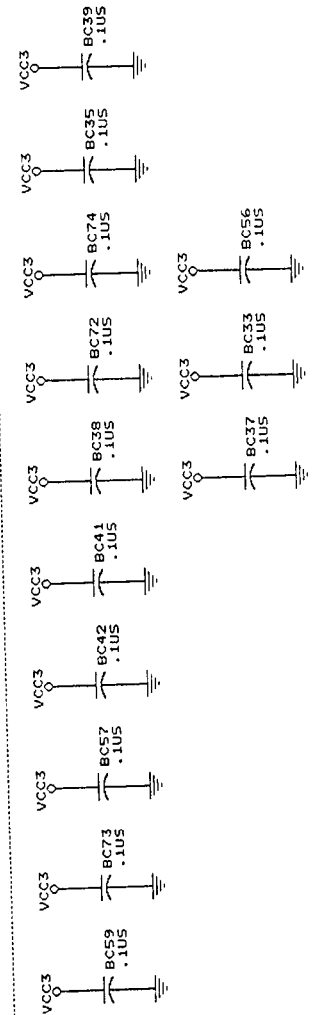 VCC3
BC39
.1US
VCC3
BC35
.1US
VCC3
BC74
.1US
VCC3
BC56
.1US
VCC3
BC72
.1US
VCC3
BC33
.1US
VCC3
BC38
.1US
VCC3
BC37
.1US
VCC3
BC41
.1US
VCC3
BC42
.1US
VCC3
BC57
.1US
VCC3
BC73
.1US
VCC3
BC59
.1US